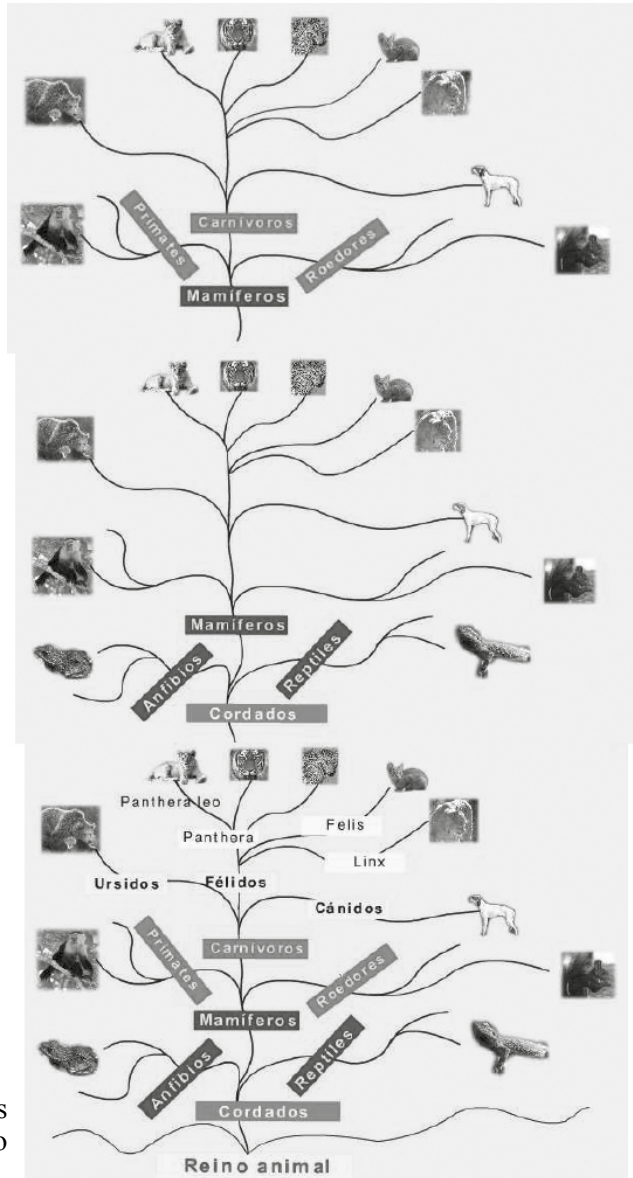 Primates
Carnívoros
Roedores
Mamíferos
Mamíferos
Anfibios
Reptiles
Cordados
Panthera leo
Panthera
Felis
Linx
Ursidos
Félidos
Cánidos
Primates
Carnívoros
Roedores
Mamíferos
Anfibios
Reptiles
Cordados
Reino animal